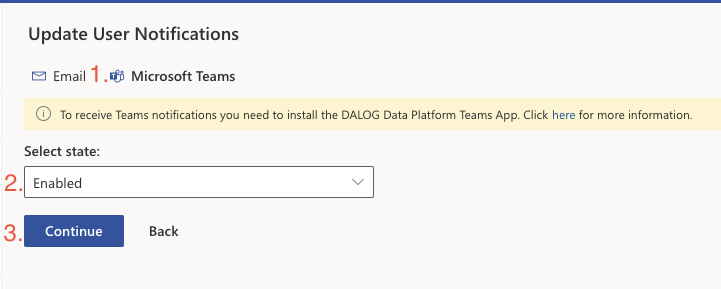 Update User Notifications
Email 1. Microsoft Teams
To receive Teams notifications you need to install the DALOG Data Platform Teams App. Click here for more information.
Select state:
2. Enabled
3. Continue Back